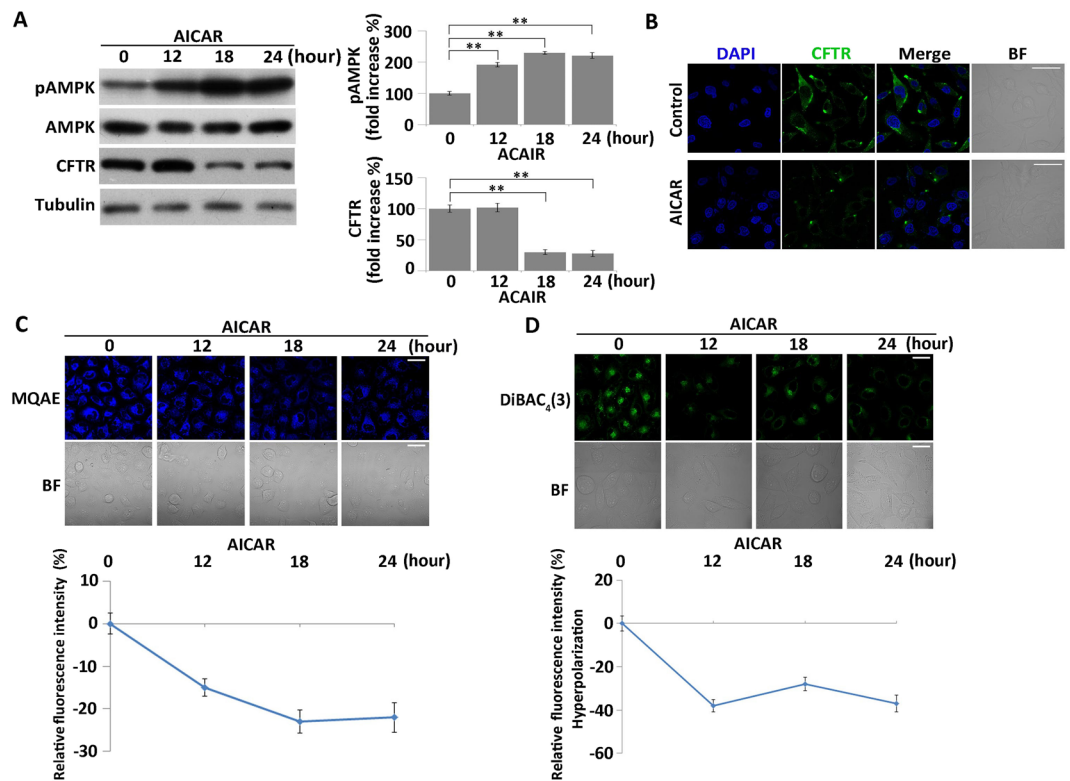 A
AICAR
0 12 18 24 (hour)
pAMPK
AMPK
CFTR
Tubulin
pAMPK
(fold increase %)
300
200
100
0
** ** **
0 12 18 24 (hour)
ACAIR
CFTR
(fold increase %)
150
100
50
0
** **
0 12 18 24 (hour)
ACAIR
B
DAPI CFTR Merge BF
Control
AICAR
C
AICAR
0 12 18 24 (hour)
MQAE
BF
AICAR
0 12 18 24 (hour)
Relative fluorescence intensity (%)
10
0
-10
-20
-30
D
AICAR
0 12 18 24 (hour)
DiBAC4(3)
BF
AICAR
0 12 18 24 (hour)
Relative fluorescence intensity (%)
Hyperpolarization
20
0
-20
-40
-60